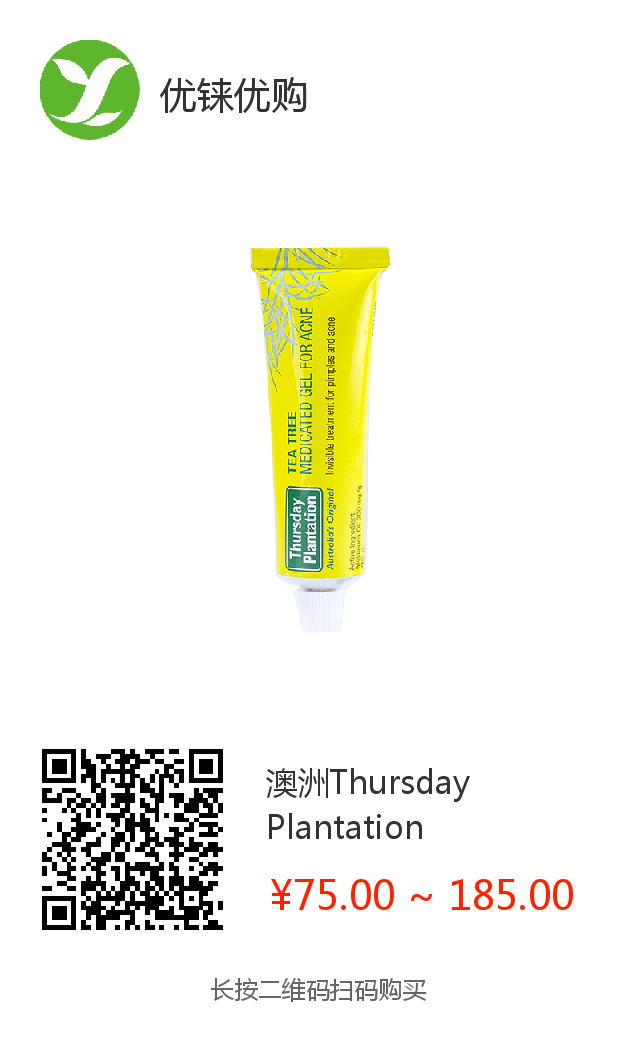 优铼优购
TEA TREE
MEDICATED GEL FOR ACNE
Invisible treatment for pimples and acne
Thursday
Plantation
Australia's Original
Active Ingredient
澳洲Thursday
Plantation
¥75.00 ~ 185.00
长按二维码扫码购买